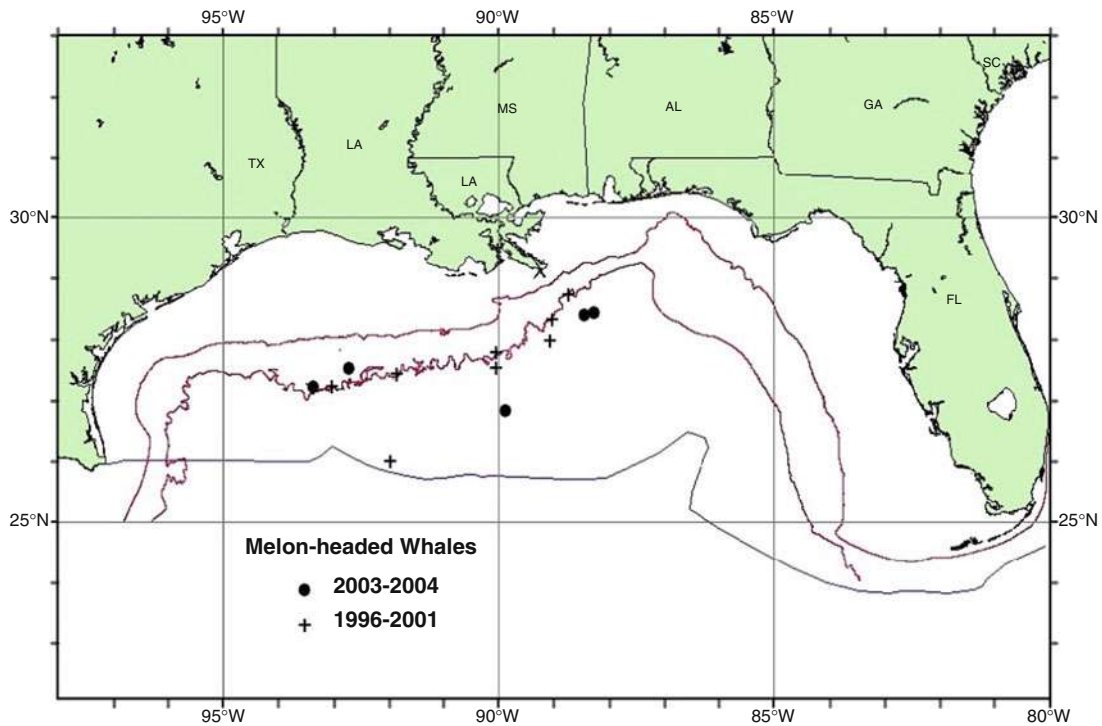 95°W 90°W 85°W
SC
MS AL GA
LA
TX
LA
30°N 30°N
FL
25°N 25°N
Melon-headed Whales
2003-2004
1996-2001
95°W 90°W 85°W 80°W